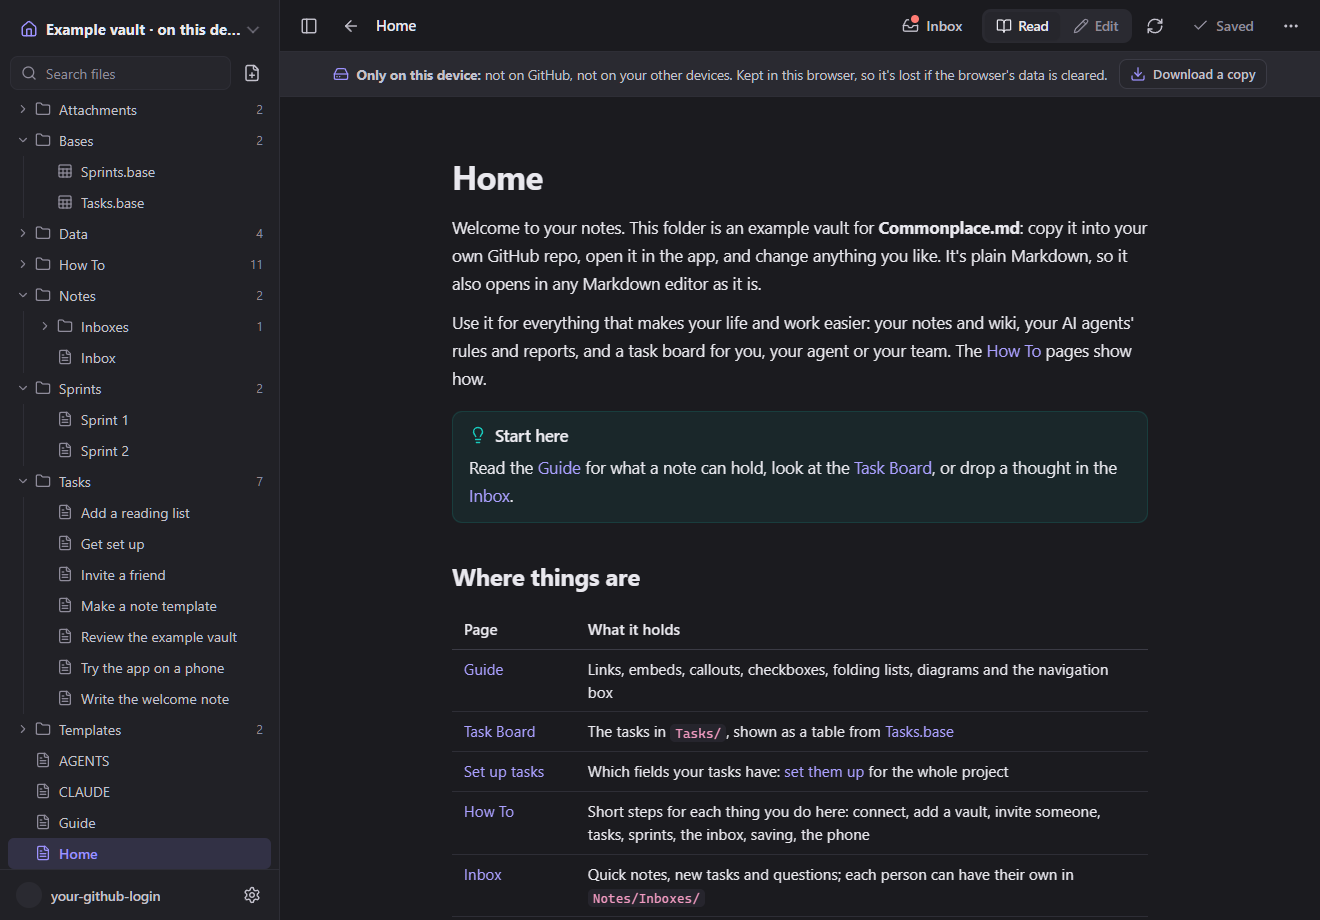 Example vault · on this de...
Search files
Attachments 2
Bases 2
Sprints.base
Tasks.base
Data 4
How To 11
Notes 2
Inboxes 1
Inbox
Sprints 2
Sprint 1
Sprint 2
Tasks 7
Add a reading list
Get set up
Invite a friend
Make a note template
Review the example vault
Try the app on a phone
Write the welcome note
Templates 2
AGENTS
CLAUDE
Guide
Home
your-github-login
Home
Inbox
Read
Edit
Saved
Only on this device: not on GitHub, not on your other devices. Kept in this browser, so it's lost if the browser's data is cleared.
Download a copy
Home
Welcome to your notes. This folder is an example vault for Commonplace.md: copy it into your
own GitHub repo, open it in the app, and change anything you like. It's plain Markdown, so it
also opens in any Markdown editor as it is.
Use it for everything that makes your life and work easier: your notes and wiki, your AI agents'
rules and reports, and a task board for you, your agent or your team. The How To pages show
how.
Start here
Read the Guide for what a note can hold, look at the Task Board, or drop a thought in the
Inbox.
Where things are
Page What it holds
Guide Links, embeds, callouts, checkboxes, folding lists, diagrams and the navigation
box
Task Board The tasks in Tasks/ , shown as a table from Tasks.base
Set up tasks Which fields your tasks have: set them up for the whole project
How To Short steps for each thing you do here: connect, add a vault, invite someone,
tasks, sprints, the inbox, saving, the phone
Inbox Quick notes, new tasks and questions; each person can have their own in
Notes/Inboxes/